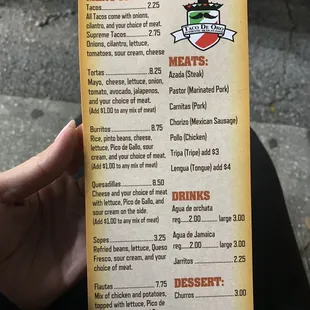 Tacos 2.25
All Tacos come with onions,
cilantro, and your choice of meat.
Supreme Tacos 2.75
Onions, cilantro, lettuce,
tomatoes, sour cream, cheese
Tortas 8.25
Mayo, cheese, lettuce, onion,
tomato, avocado, jalapenos,
and your choice of meat.
(Add $1.00 to any mix of meat)
Burritos 8.75
Rice, pinto beans, cheese,
lettuce, Pico de Gallo, sour
cream, and your choice of
meat.
(Add $1.00 to any mix of meat)
Quesadillas 8.50
Cheese and your choice of meat
with lettuce, Pico de Gallo, and
sour cream on the side.
(Add $1.00 to any mix of meat)
Sopes 3.25
Refried beans, lettuce, Queso
Fresco, sour cream, and your
choice of meat.
Flautas 7.75
Mix of chicken and potatoes,
topped with lettuce, Pico de
TACO DE ORO
MEATS:
Azada (Steak)
Pastor (Marinated Pork)
Carnitas (Pork)
Chorizo (Mexican Sausage)
Pollo (Chicken)
Tripa (Tripe) add $3
Lengua (Tongue) add $4
DRINKS
Agua de orchata
reg 2.00 large 3.00
Agua de Jamaica
reg 2.00 large 3.00
Jarritos 2.25
DESSERT:
Churros 3.00